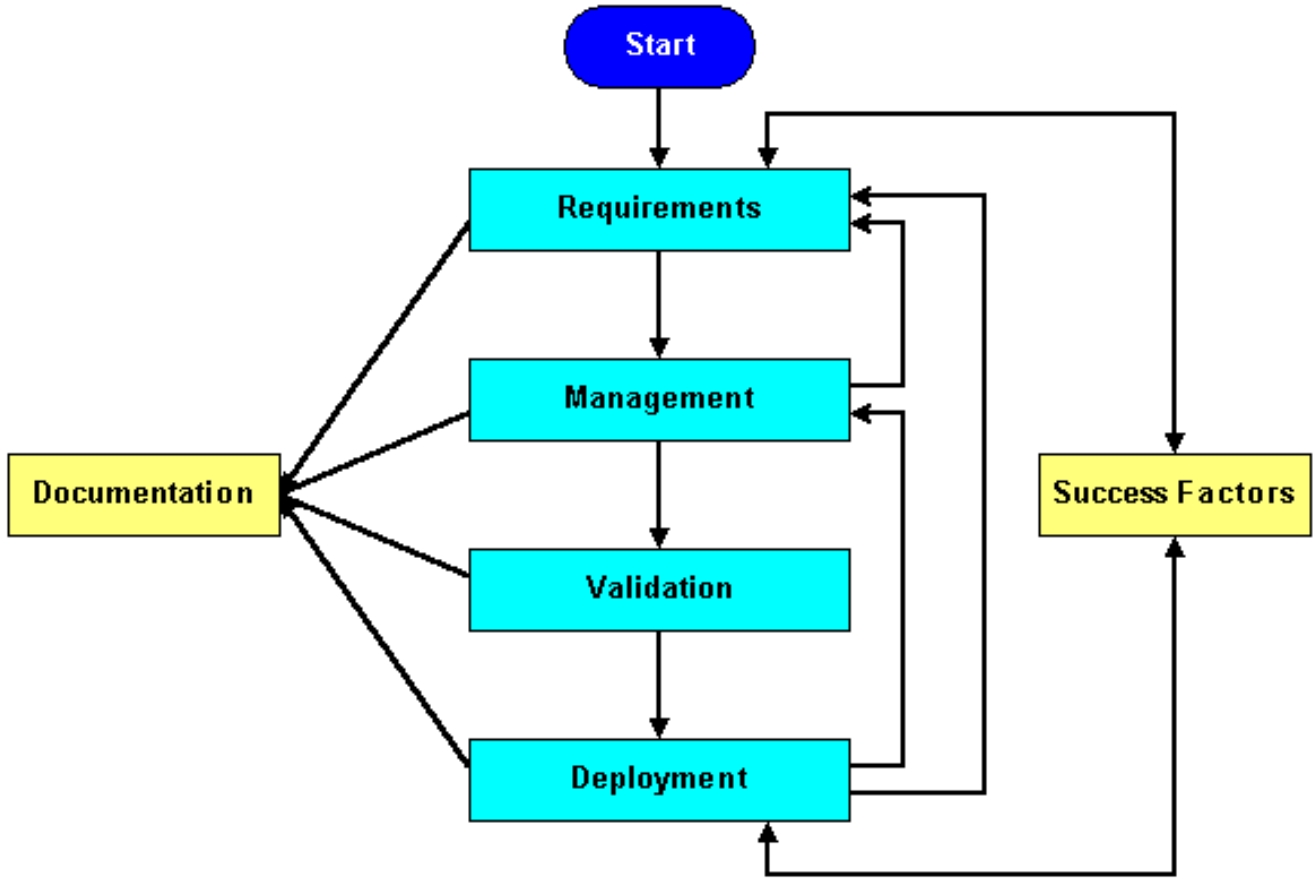 Start
Requirements
Management
Documentation
Success Factors
Validation
Deployment